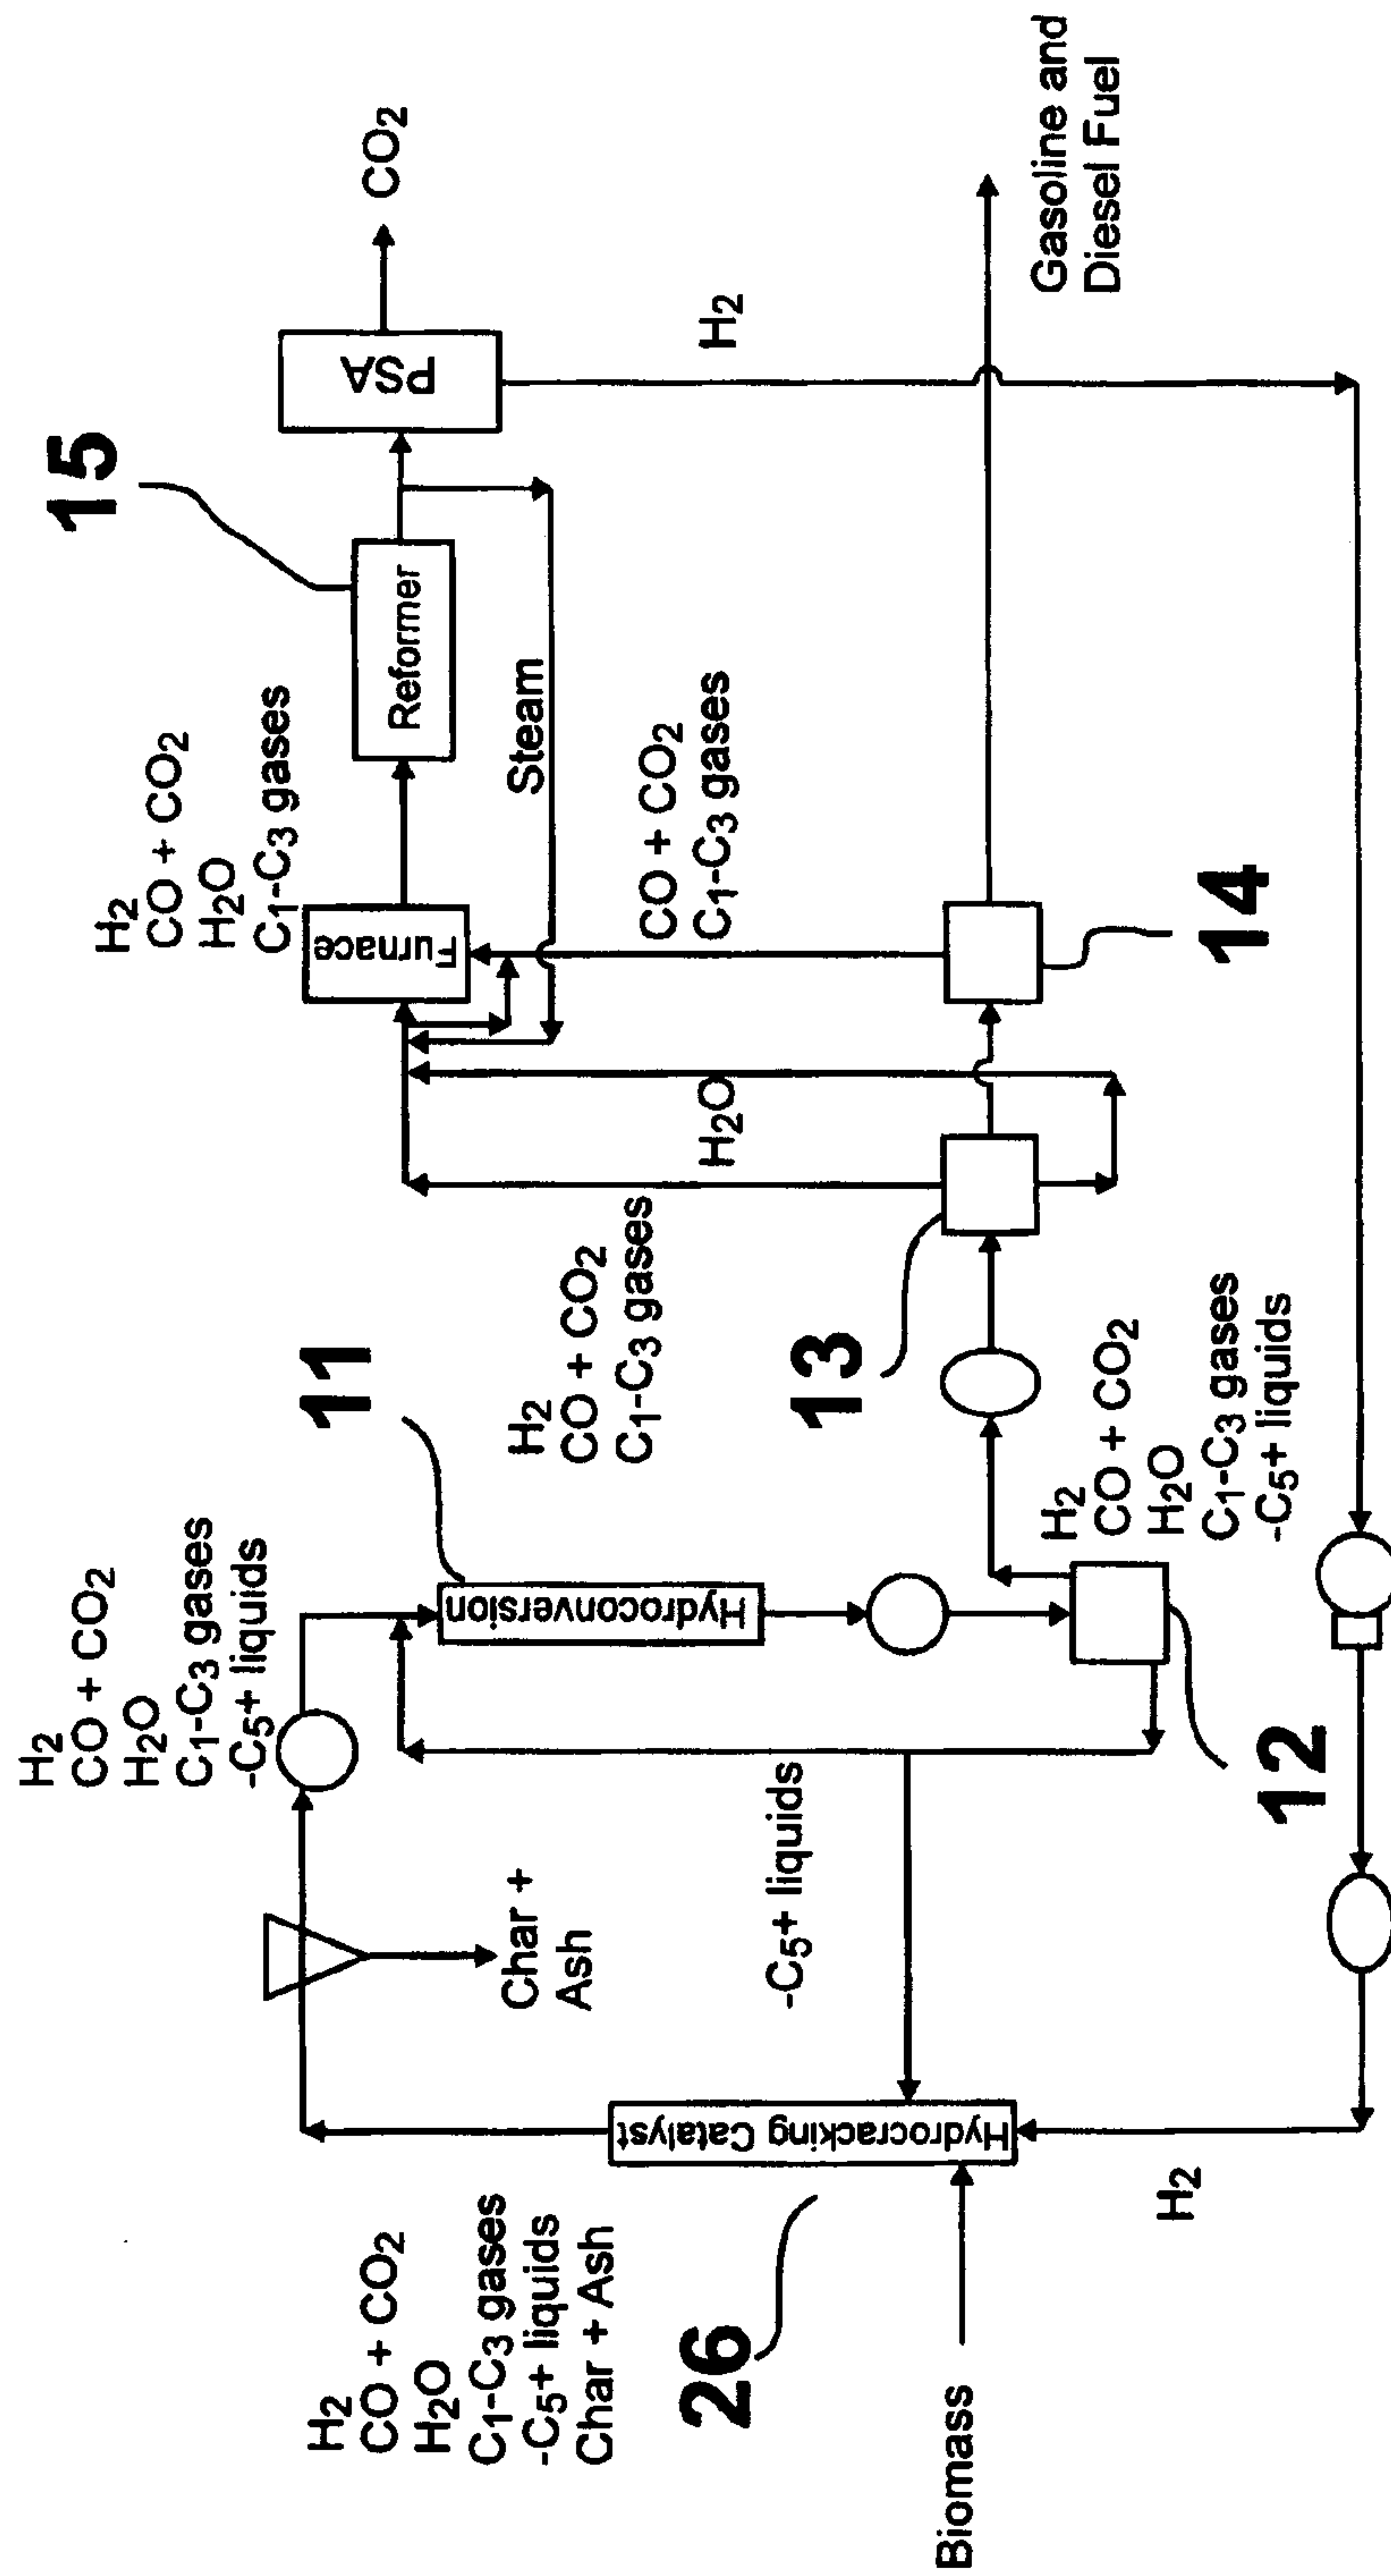 H2
CO + CO2
H2O
C1-C3 gases
-C5+ liquids
Char + Ash
26
Biomass
Hydrocracking Catalyst
H2
Char +
Ash
H2
CO + CO2
H2O
C1-C3 gases
-C5+ liquids
-C5+ liquids
11
Hydroconversion
12
H2
CO + CO2
H2O
C1-C3 gases
-C5+ liquids
13
H2
CO + CO2
C1-C3 gases
H2O
H2
CO + CO2
H2O
C1-C3 gases
Furnace
Steam
CO + CO2
C1-C3 gases
14
15
Reformer
PSA
CO2
H2
Gasoline and
Diesel Fuel